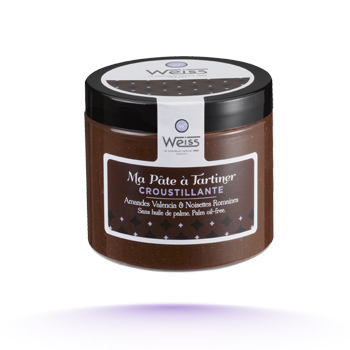 Weiss
Weiss
Ma Pâte à Tartiner
CROUSTILLANTE
Amandes Valencia & Noisettes Romaines
Sans huile de palme. Palm oil-free.